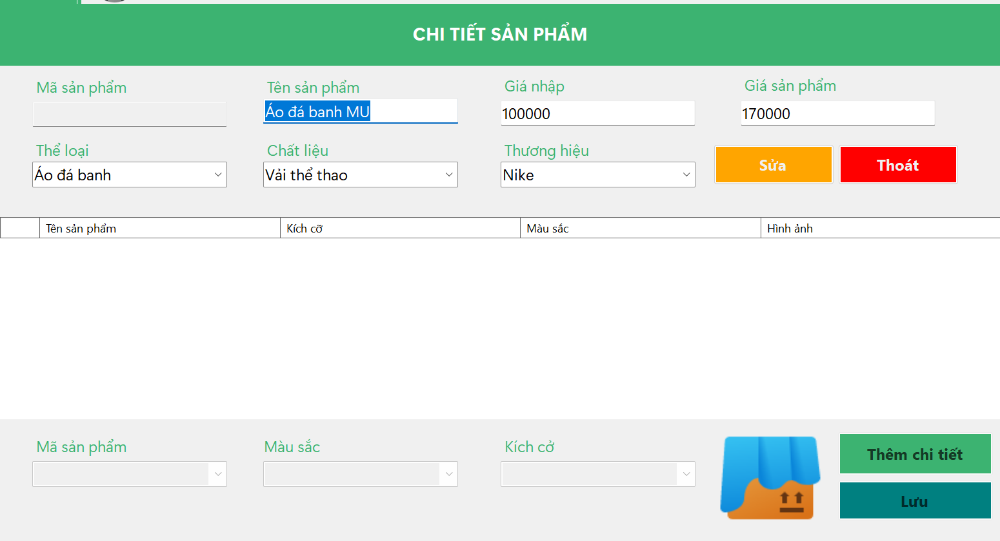 CHI TIẾT SẢN PHẨM
Mã sản phẩm
Tên sản phẩm
Giá nhập
Giá sản phẩm
Áo đá banh MU
100000
170000
Thể loại
Chất liệu
Thương hiệu
Áo đá banh
Vải thể thao
Nike
Sửa
Thoát
Tên sản phẩm
Kích cỡ
Màu sắc
Hình ảnh
Mã sản phẩm
Màu sắc
Kích cở
Thêm chi tiết
Lưu